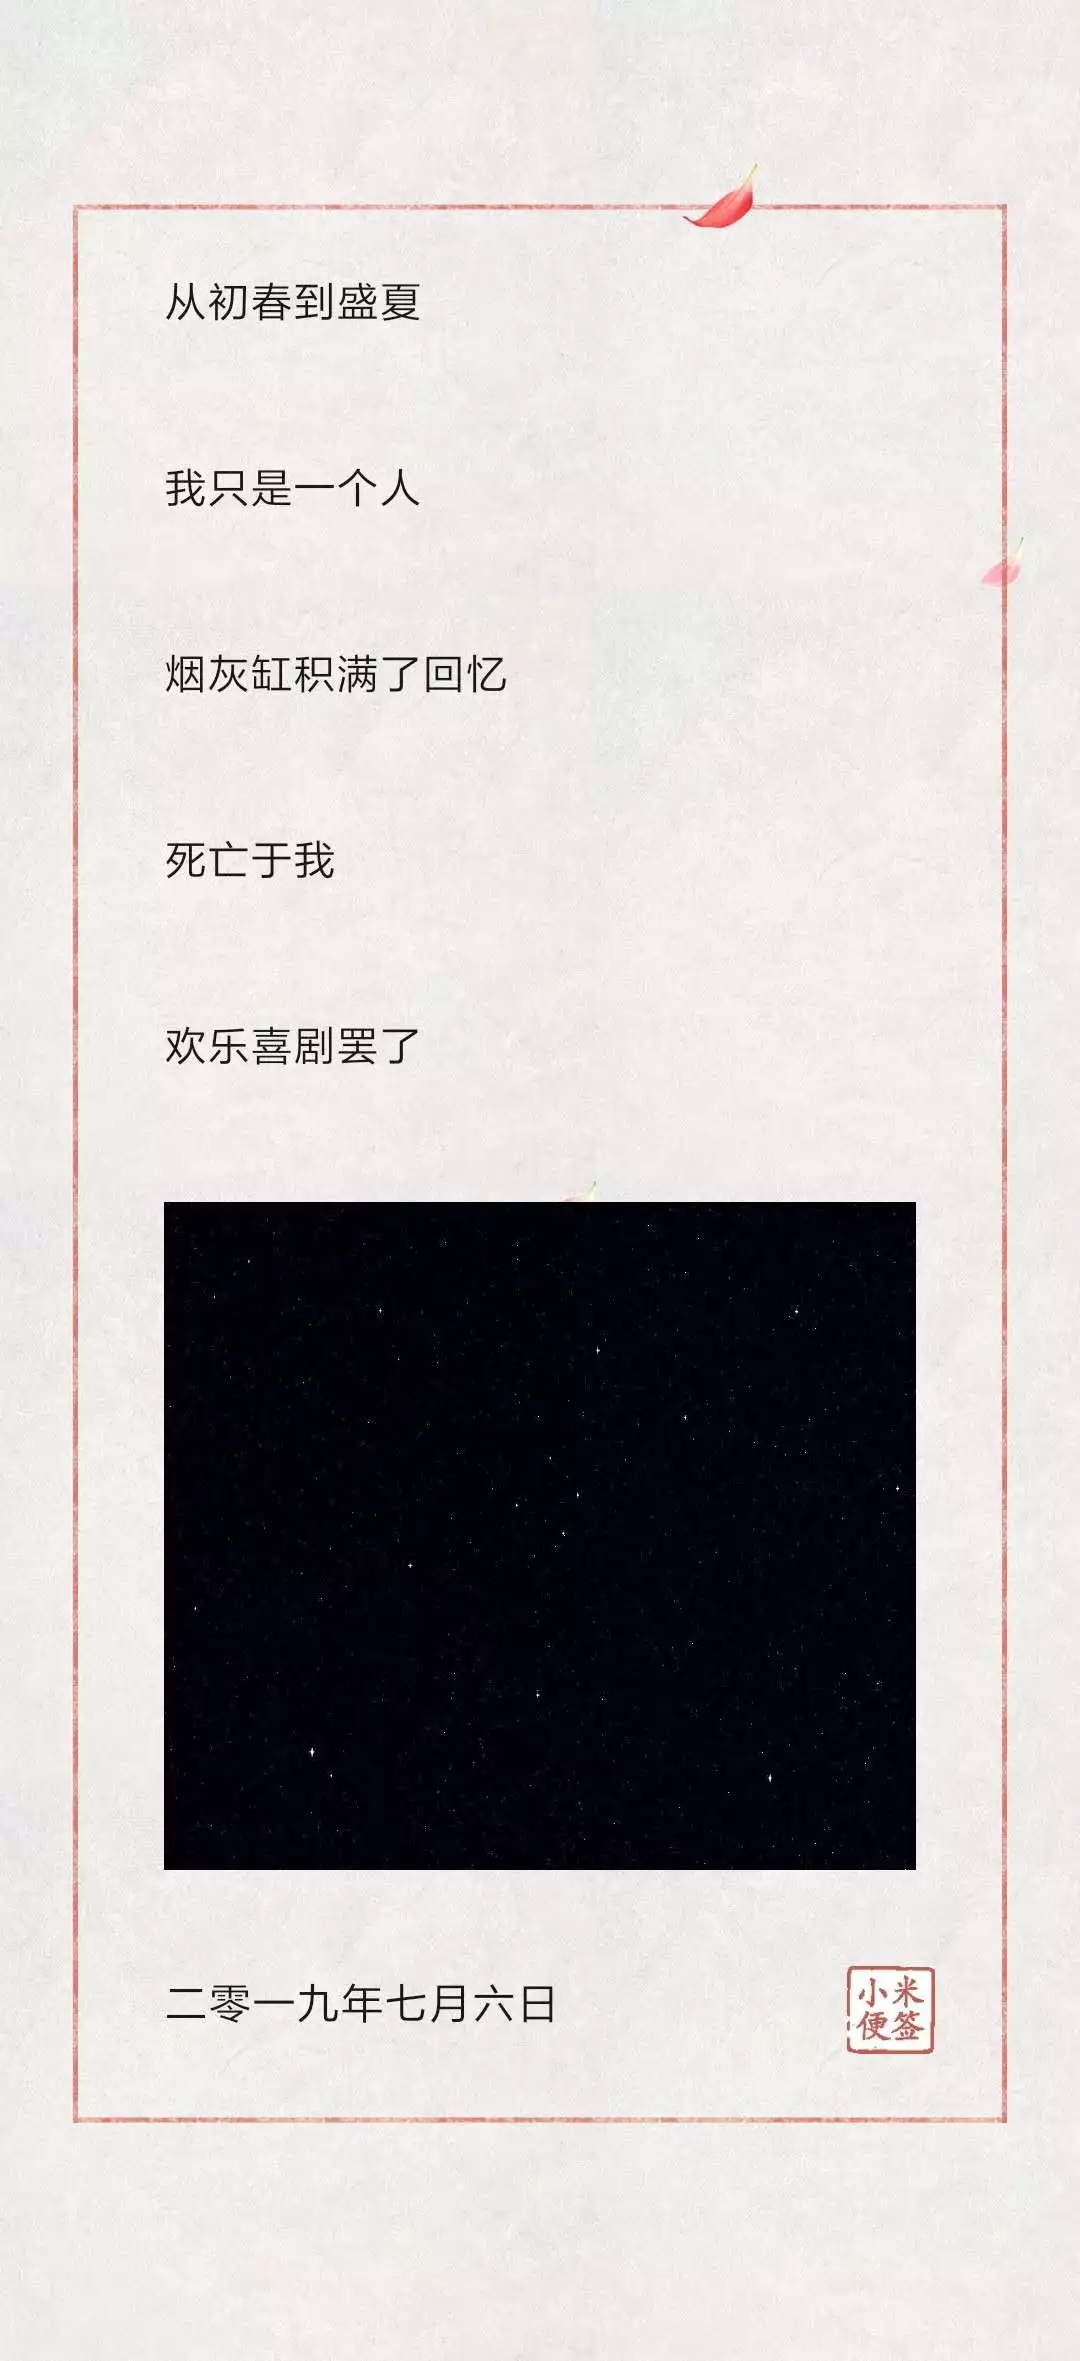 从初春到盛夏
我只是一个人
烟灰缸积满了回忆
死亡于我
欢乐喜剧罢了
二零一九年七月六日
小米
便签